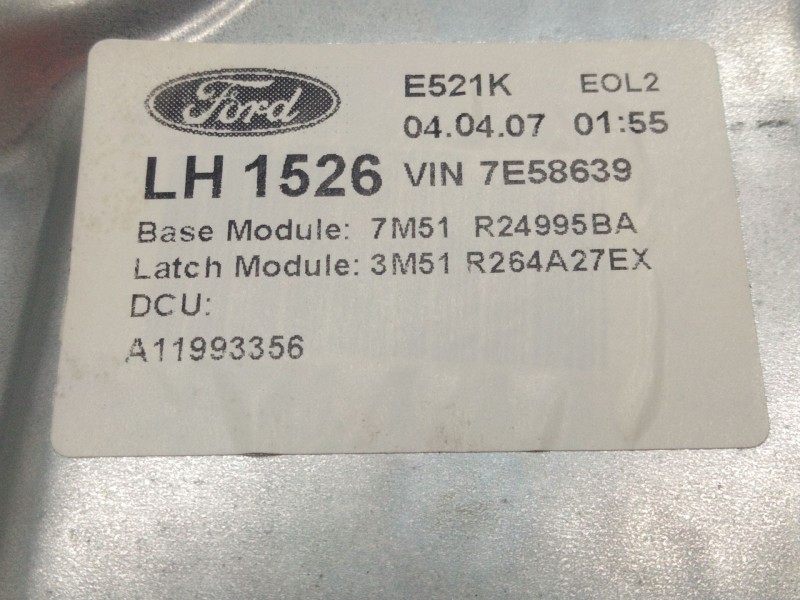 Ford
E521K EOL2
04.04.07 01:55
LH 1526 VIN 7E58639
Base Module: 7M51 R24995BA
Latch Module: 3M51 R264A27EX
DCU:
A11993356